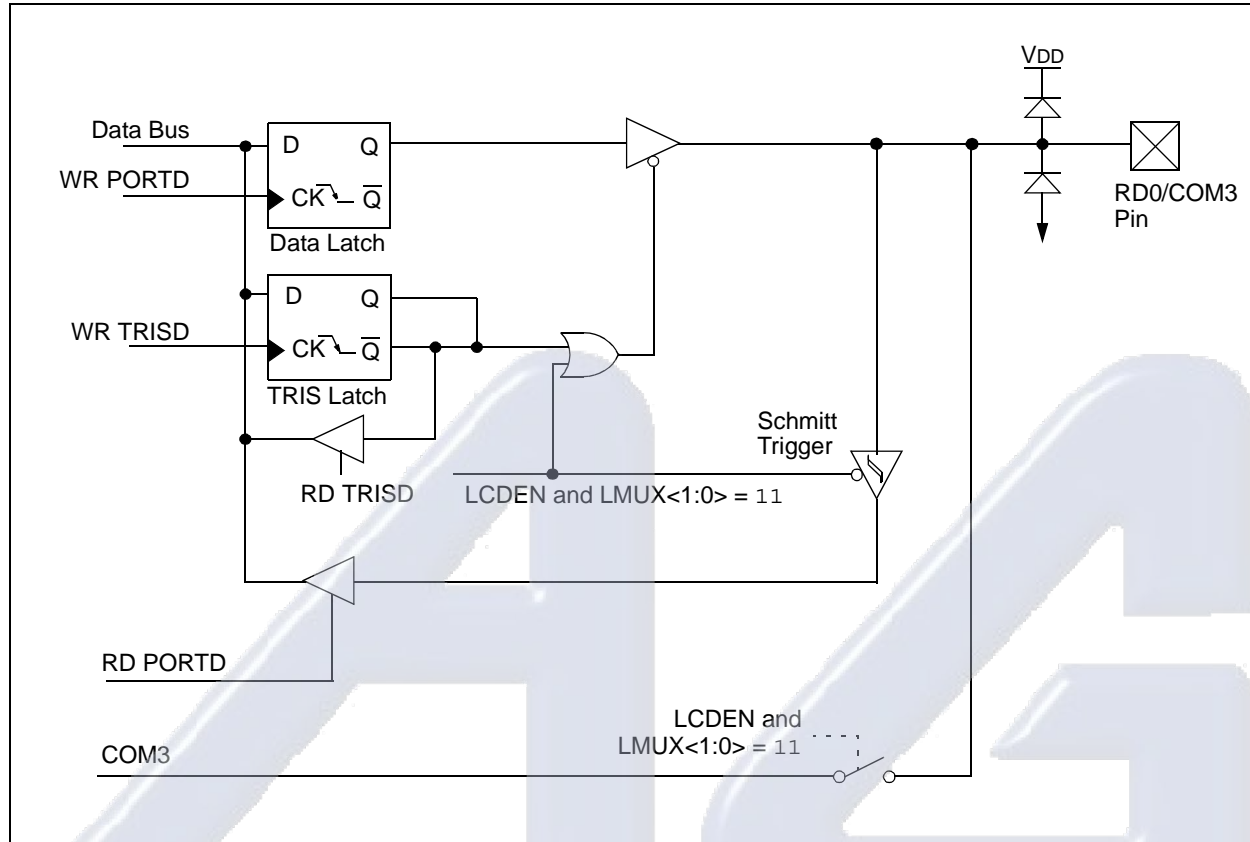 VDD
Data Bus
D Q
WR PORTD
CK Q
RD0/COM3
Pin
Data Latch
D Q
WR TRISD
CK Q
TRIS Latch
Schmitt
Trigger
RD TRISD
LCDEN and LMUX<1:0> = 11
RD PORTD
LCDEN and
LMUX<1:0> = 11
COM3
AG